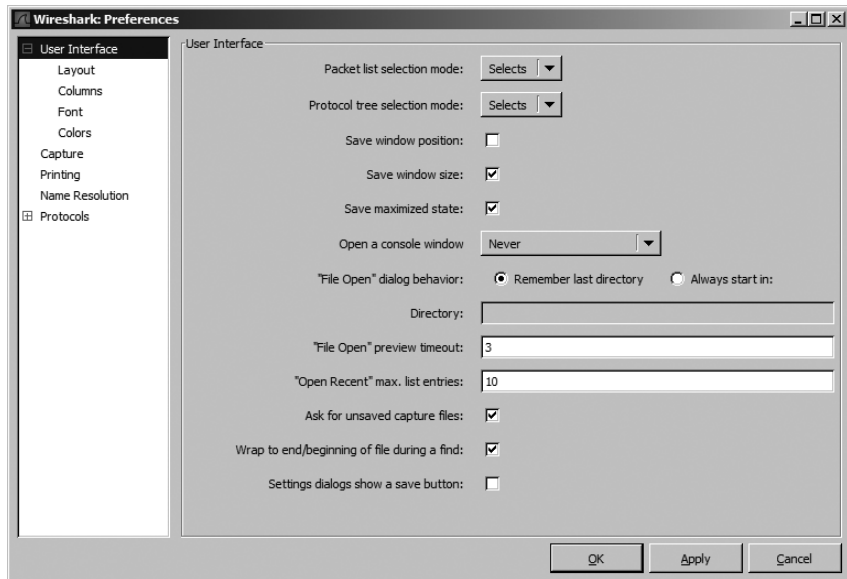 Wireshark: Preferences
User Interface
Layout
Columns
Font
Colors
Capture
Printing
Name Resolution
Protocols
User Interface
Packet list selection mode: Selects
Protocol tree selection mode: Selects
Save window position:
Save window size:
Save maximized state:
Open a console window Never
"File Open" dialog behavior: Remember last directory Always start in:
Directory:
"File Open" preview timeout: 3
"Open Recent" max. list entries: 10
Ask for unsaved capture files:
Wrap to end/beginning of file during a find:
Settings dialogs show a save button:
OK Apply Cancel